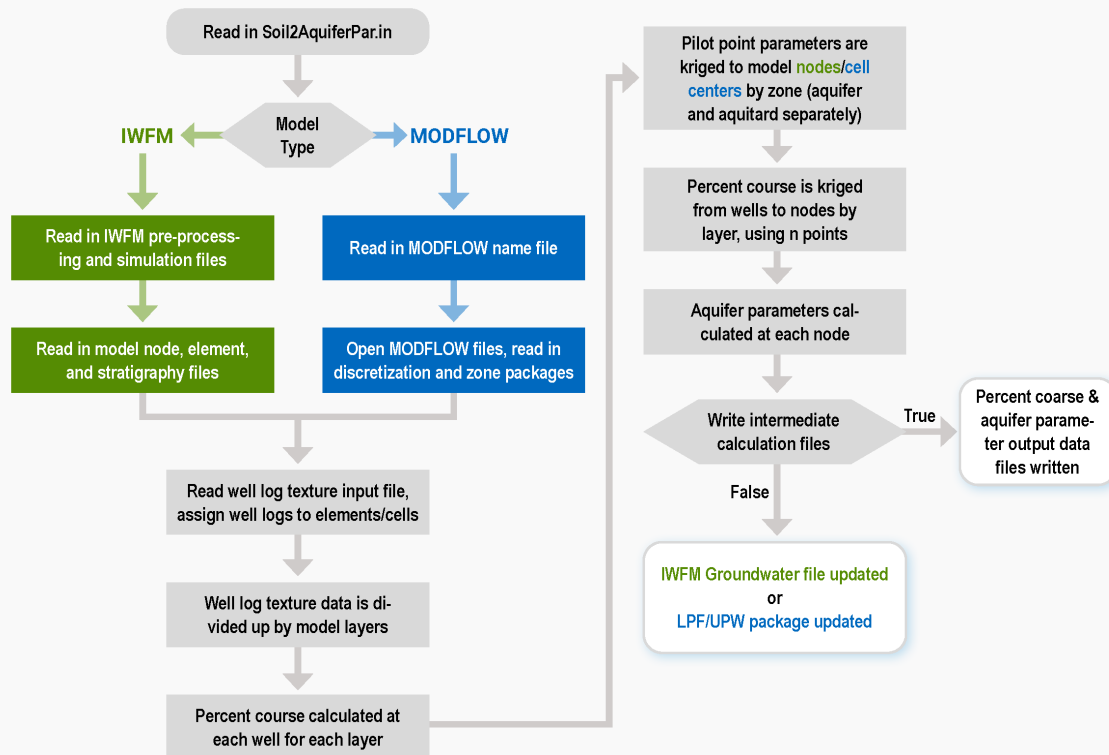 Read in Soil2AquiferPar.in
Model
Type
IWFM
MODFLOW
Read in IWFM pre-process-
ing and simulation files
Read in MODFLOW name file
Read in model node, element,
and stratigraphy files
Open MODFLOW files, read in
discretization and zone packages
Read well log texture input file,
assign well logs to elements/cells
Well log texture data is di-
vided up by model layers
Percent course calculated at
each well for each layer
Pilot point parameters are
kriged to model nodes/cell
centers by zone (aquifer
and aquitard separately)
Percent course is kriged
from wells to nodes by
layer, using n points
Aquifer parameters cal-
culated at each node
Write intermediate
calculation files
True
Percent coarse &
aquifer parame-
ter output data
files written
False
IWFM Groundwater file updated
or
LPF/UPW package updated